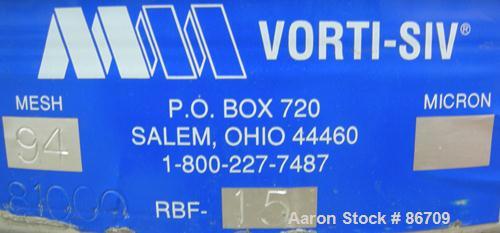 VORTI-SIV®
MESH
94
MICRON
P.O. BOX 720
SALEM, OHIO 44460
1-800-227-7487
81000
RBF- 15
Aaron Stock # 86709